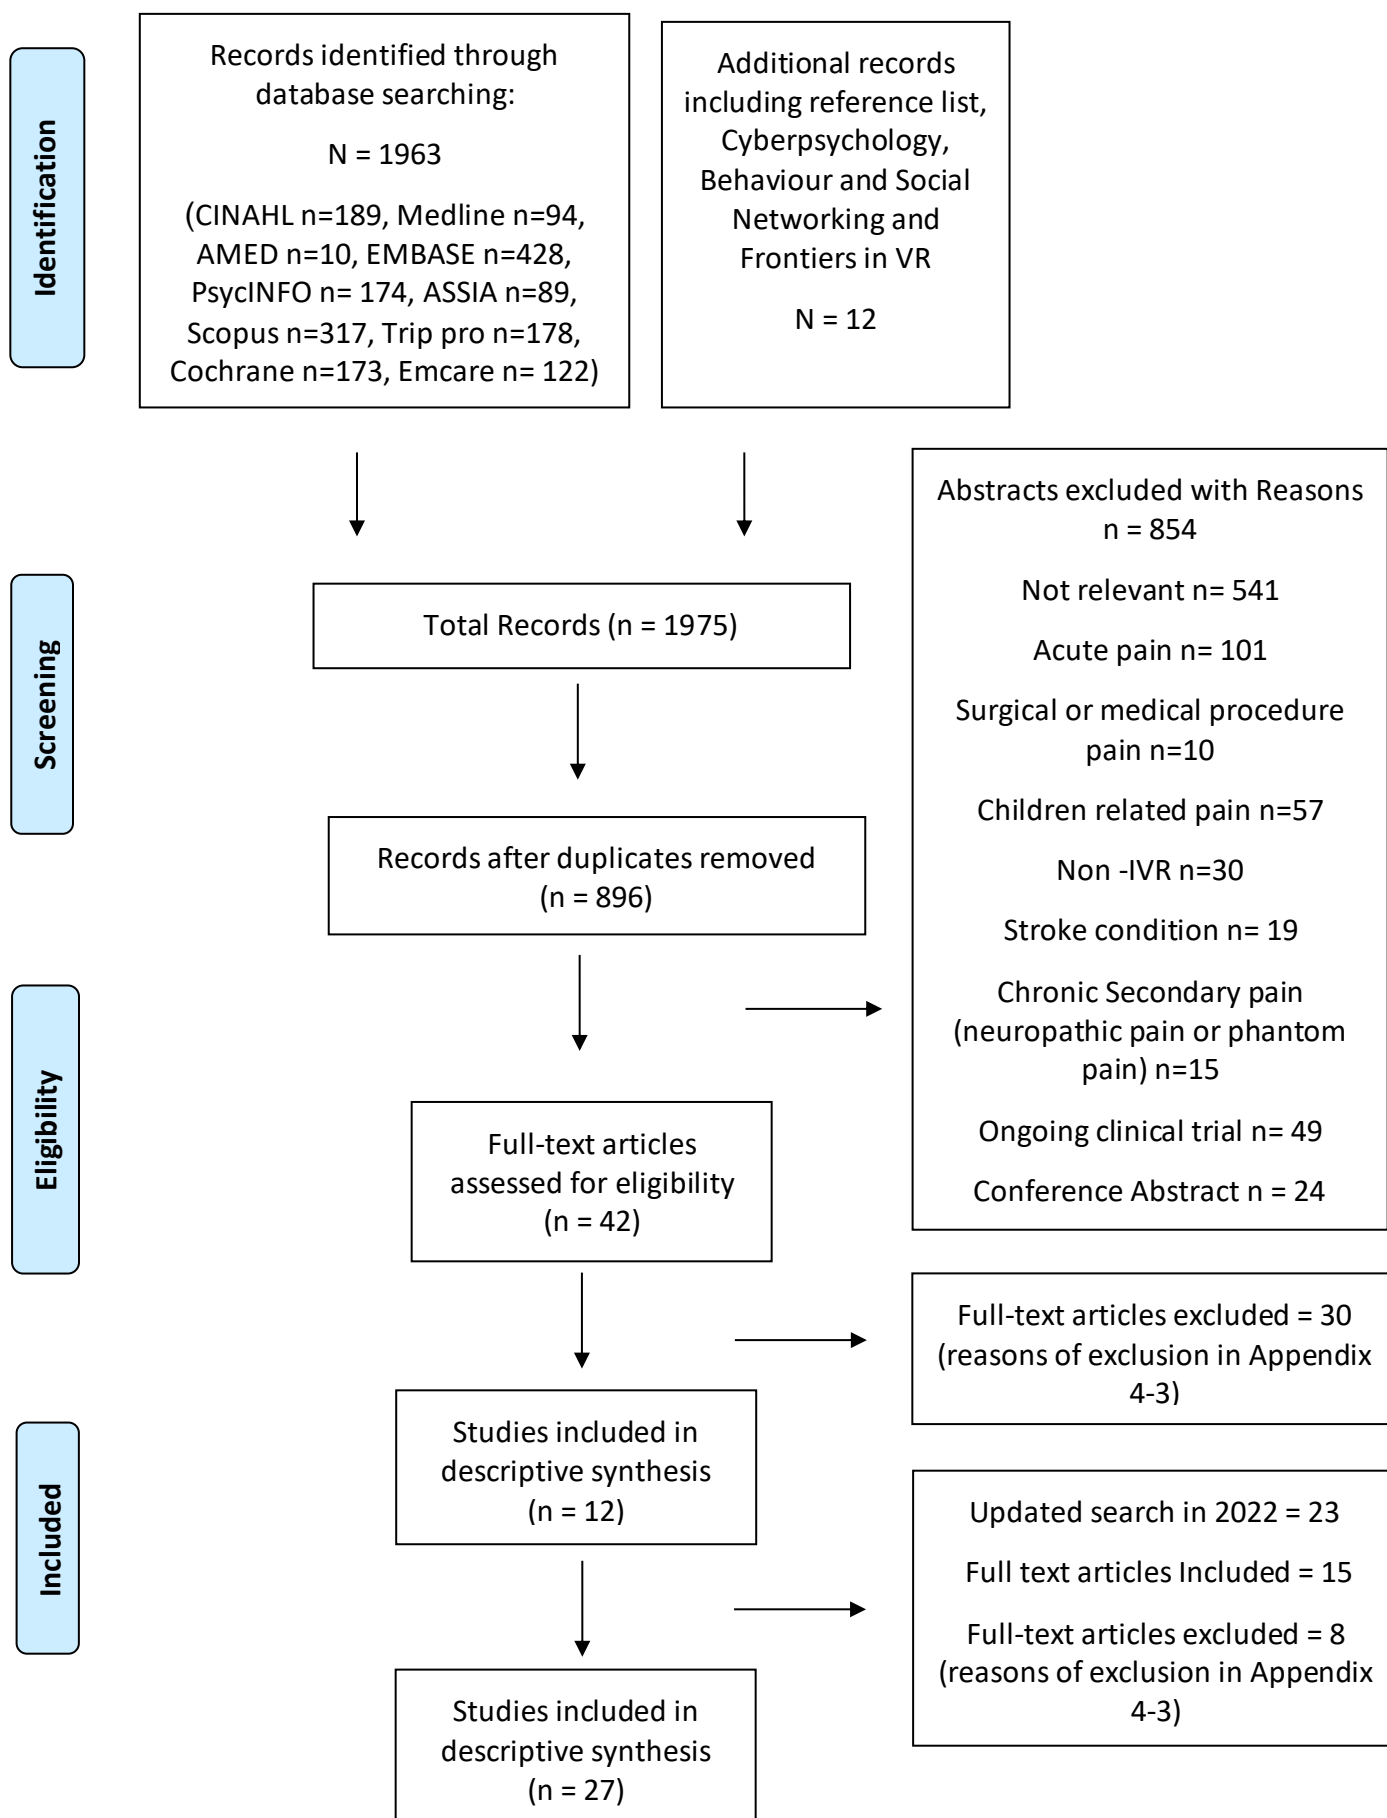 Identification
Records identified through
database searching:
N = 1963
(CINAHL n=189, Medline n=94,
AMED n=10, EMBASE n=428,
PsycINFO n= 174, ASSIA n=89,
Scopus n=317, Trip pro n=178,
Cochrane n=173, Emcare n= 122)
Additional records
including reference list,
Cyberpsychology,
Behaviour and Social
Networking and
Frontiers in VR
N = 12
Screening
Total Records (n = 1975)
Records after duplicates removed
(n = 896)
Abstracts excluded with Reasons
n = 854
Not relevant n= 541
Acute pain n= 101
Surgical or medical procedure
pain n=10
Children related pain n=57
Non -IVR n=30
Stroke condition n= 19
Chronic Secondary pain
(neuropathic pain or phantom
pain) n=15
Ongoing clinical trial n= 49
Conference Abstract n = 24
Eligibility
Full-text articles
assessed for eligibility
(n = 42)
Full-text articles excluded = 30
(reasons of exclusion in Appendix
4-3)
Included
Studies included in
descriptive synthesis
(n = 12)
Updated search in 2022 = 23
Full text articles Included = 15
Full-text articles excluded = 8
(reasons of exclusion in Appendix
4-3)
Studies included in
descriptive synthesis
(n = 27)